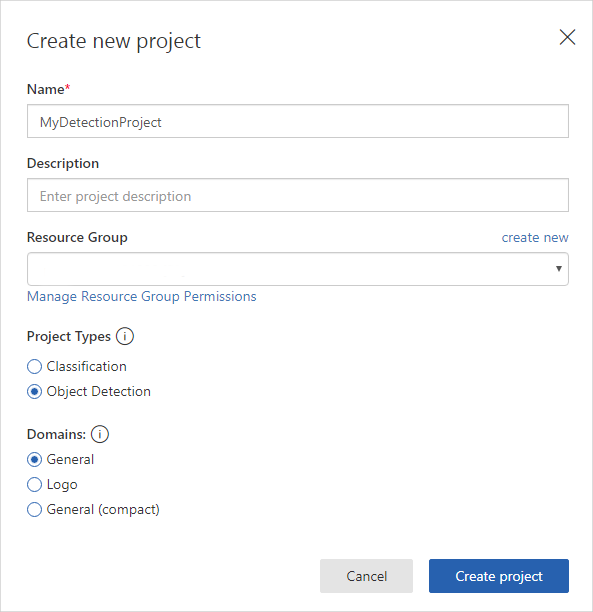 Create new project
Name*
MyDetectionProject
Description
Enter project description
Resource Group create new
Manage Resource Group Permissions
Project Types i
Classification
Object Detection
Domains: i
General
Logo
General (compact)
Cancel Create project